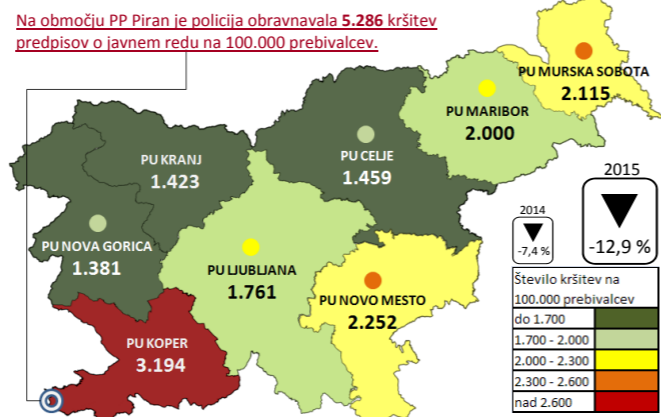 Na območju PP Piran je policija obravnavala 5.286 kršitev
predpisov o javnem redu na 100.000 prebivalcev.
PU MURSKA SOBOTA
2.115
PU MARIBOR
2.000
PU KRANJ
1.423
PU CELJE
1.459
PU NOVA GORICA
1.381
PU LJUBLJANA
1.761
PU NOVO MESTO
2.252
PU KOPER
3.194
2014
-7,4 %
2015
-12,9 %
Število kršitev na
100.000 prebivalcev
do 1.700
1.700 - 2.000
2.000 - 2.300
2.300 - 2.600
nad 2.600